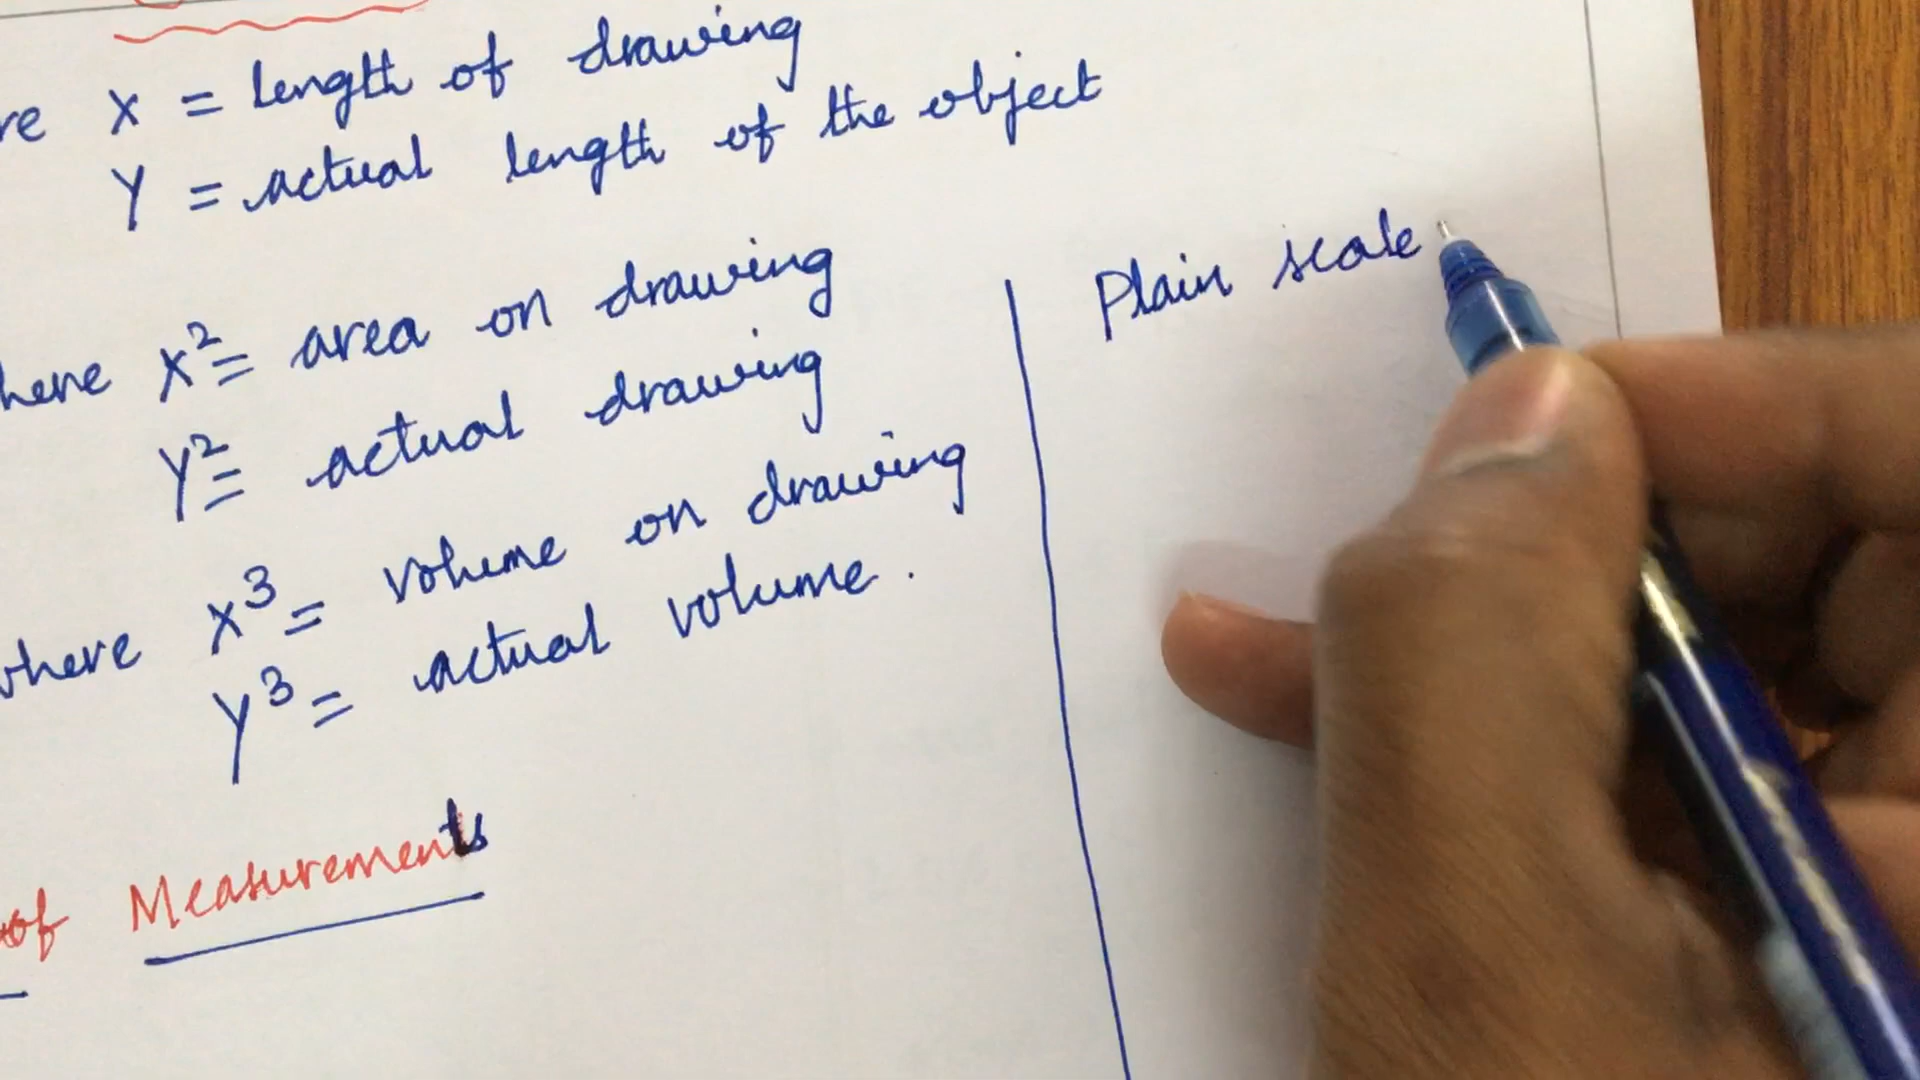 re X = length of drawing
Y = actual length of the object
here X² = area on drawing
Y² = actual drawing
where X³ = volume on drawing
Y³ = actual volume.
of Measurements
Plain scale